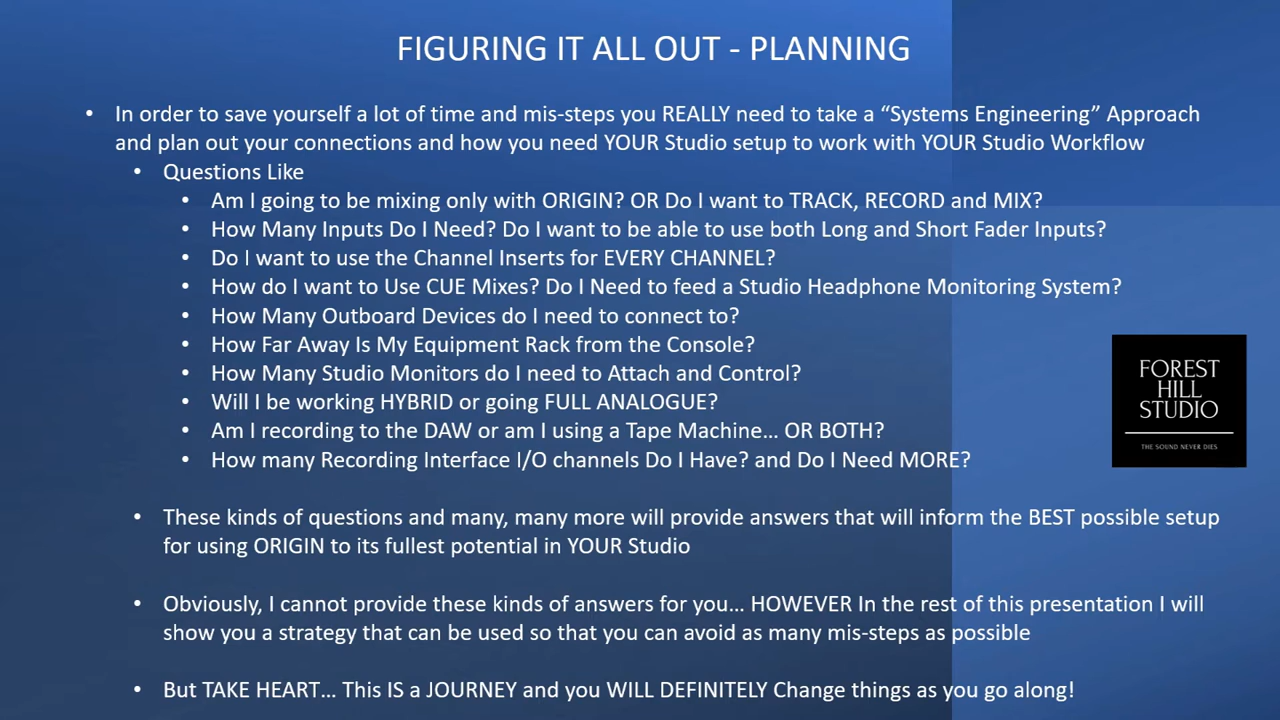 FIGURING IT ALL OUT - PLANNING
• In order to save yourself a lot of time and mis-steps you REALLY need to take a “Systems Engineering” Approach
and plan out your connections and how you need YOUR Studio setup to work with YOUR Studio Workflow
• Questions Like
• Am I going to be mixing only with ORIGIN? OR Do I want to TRACK, RECORD and MIX?
• How Many Inputs Do I Need? Do I want to be able to use both Long and Short Fader Inputs?
• Do I want to use the Channel Inserts for EVERY CHANNEL?
• How do I want to Use CUE Mixes? Do I Need to feed a Studio Headphone Monitoring System?
• How Many Outboard Devices do I need to connect to?
• How Far Away Is My Equipment Rack from the Console?
• How Many Studio Monitors do I need to Attach and Control?
• Will I be working HYBRID or going FULL ANALOGUE?
• Am I recording to the DAW or am I using a Tape Machine… OR BOTH?
• How many Recording Interface I/O channels Do I Have? and Do I Need MORE?
FOREST
HILL
STUDIO
THE SOUND NEVER DIES
• These kinds of questions and many, many more will provide answers that will inform the BEST possible setup
for using ORIGIN to its fullest potential in YOUR Studio
• Obviously, I cannot provide these kinds of answers for you… HOWEVER In the rest of this presentation I will
show you a strategy that can be used so that you can avoid as many mis-steps as possible
• But TAKE HEART… This IS a JOURNEY and you WILL DEFINITELY Change things as you go along!